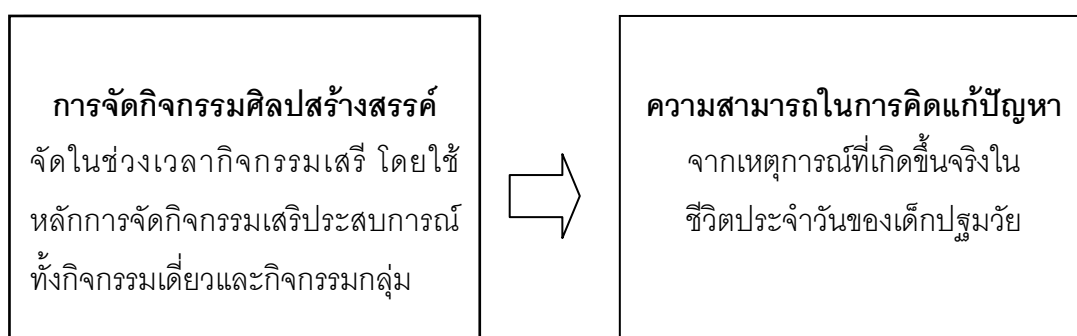 การจัดกิจกรรมศิลปสร้างสรรค์
จัดในช่วงเวลากิจกรรมเสรี โดยใช้
หลักการจัดกิจกรรมเสริประสบการณ์
ทั้งกิจกรรมเดี่ยวและกิจกรรมกลุ่ม
ความสามารถในการคิดแก้ปัญหา
จากเหตุการณ์ที่เกิดขึ้นจริงใน
ชีวิตประจำวันของเด็กปฐมวัย